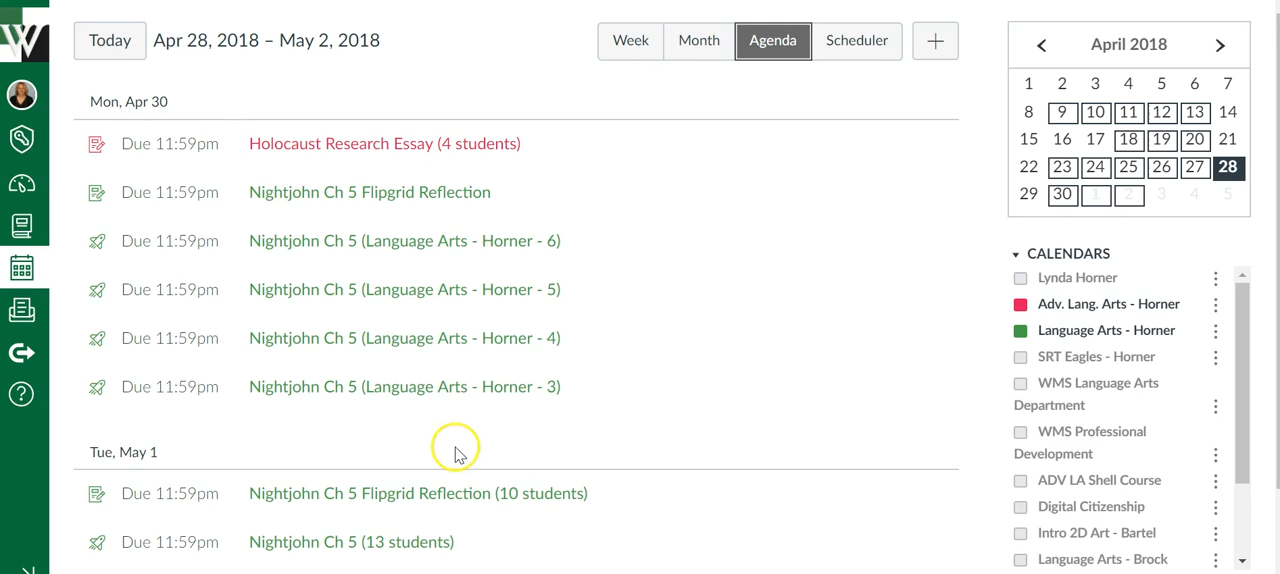 W
Today Apr 28, 2018 – May 2, 2018 Week Month Agenda Scheduler +
Mon, Apr 30
Due 11:59pm Holocaust Research Essay (4 students)
Due 11:59pm Nightjohn Ch 5 Flipgrid Reflection
Due 11:59pm Nightjohn Ch 5 (Language Arts - Horner - 6)
Due 11:59pm Nightjohn Ch 5 (Language Arts - Horner - 5)
Due 11:59pm Nightjohn Ch 5 (Language Arts - Horner - 4)
Due 11:59pm Nightjohn Ch 5 (Language Arts - Horner - 3)
Tue, May 1
Due 11:59pm Nightjohn Ch 5 Flipgrid Reflection (10 students)
Due 11:59pm Nightjohn Ch 5 (13 students)
April 2018
1 2 3 4 5 6 7
8 9 10 11 12 13 14
15 16 17 18 19 20 21
22 23 24 25 26 27 28
29 30 1 2 3 4 5
CALENDARS
Lynda Horner
Adv. Lang. Arts - Horner
Language Arts - Horner
SRT Eagles - Horner
WMS Language Arts
Department
WMS Professional
Development
ADV LA Shell Course
Digital Citizenship
Intro 2D Art - Bartel
Language Arts - Brock